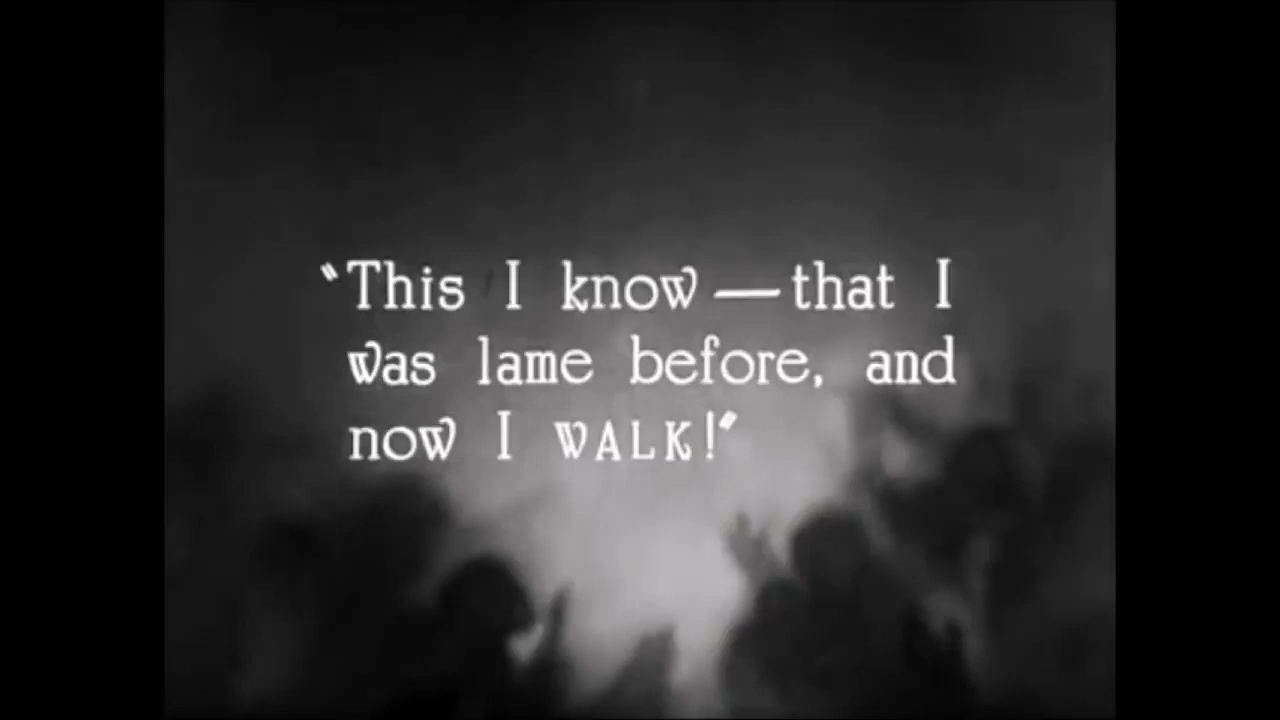 "This I know — that I
was lame before, and
now I WALK!"